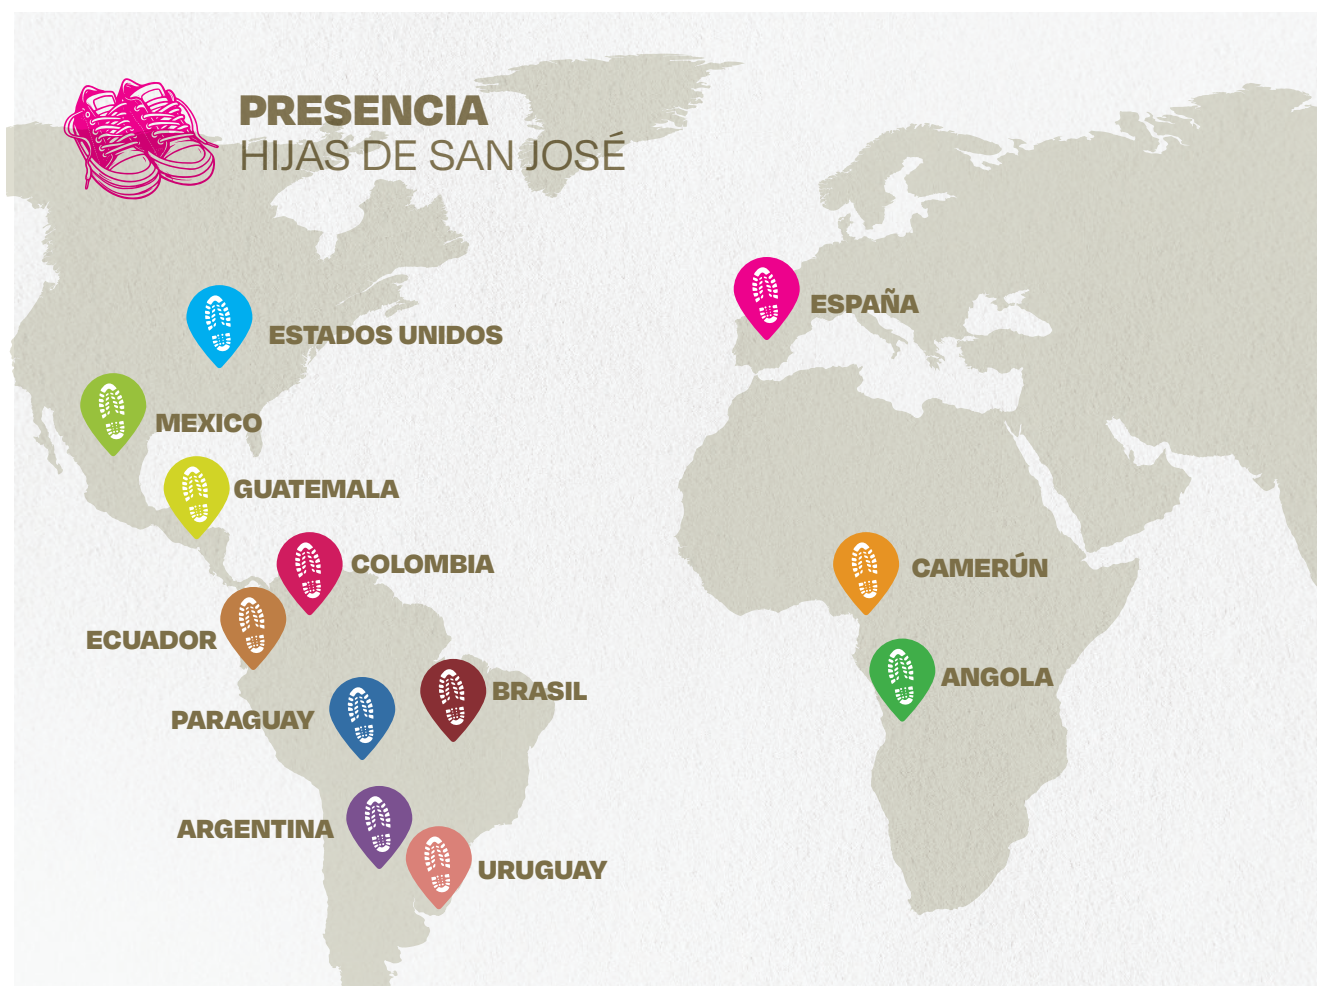 PRESENCIA
HIJAS DE SAN JOSÉ
ESPAÑA
ESTADOS UNIDOS
MEXICO
GUATEMALA
COLOMBIA
CAMERÚN
ECUADOR
ANGOLA
BRASIL
PARAGUAY
ARGENTINA
URUGUAY